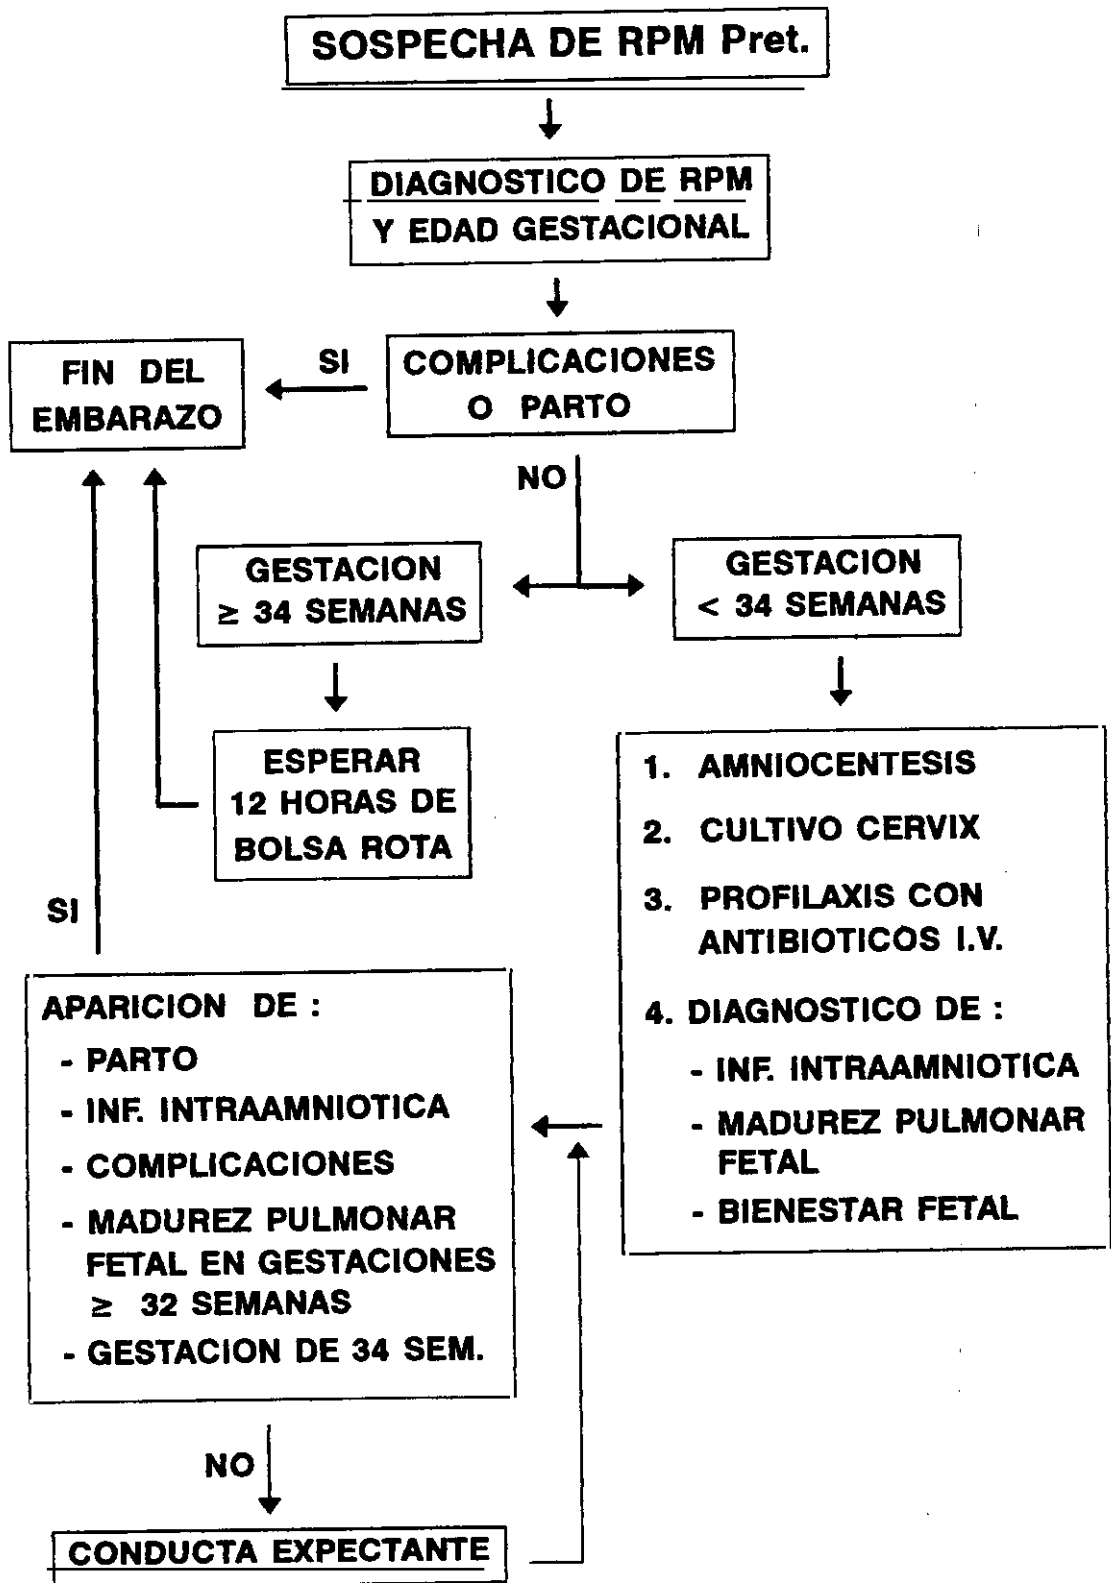 SOSPECHA DE RPM Pret.
DIAGNOSTICO DE RPM
Y EDAD GESTACIONAL
FIN DEL
EMBARAZO
SI
COMPLICACIONES
O PARTO
NO
GESTACION
≥ 34 SEMANAS
GESTACION
< 34 SEMANAS
ESPERAR
12 HORAS DE
BOLSA ROTA
1. AMNIOCENTESIS
2. CULTIVO CERVIX
3. PROFILAXIS CON
ANTIBIOTICOS I.V.
4. DIAGNOSTICO DE :
- INF. INTRAAMNIOTICA
- MADUREZ PULMONAR
FETAL
- BIENESTAR FETAL
SI
APARICION DE :
- PARTO
- INF. INTRAAMNIOTICA
- COMPLICACIONES
- MADUREZ PULMONAR
FETAL EN GESTACIONES
≥ 32 SEMANAS
- GESTACION DE 34 SEM.
NO
CONDUCTA EXPECTANTE